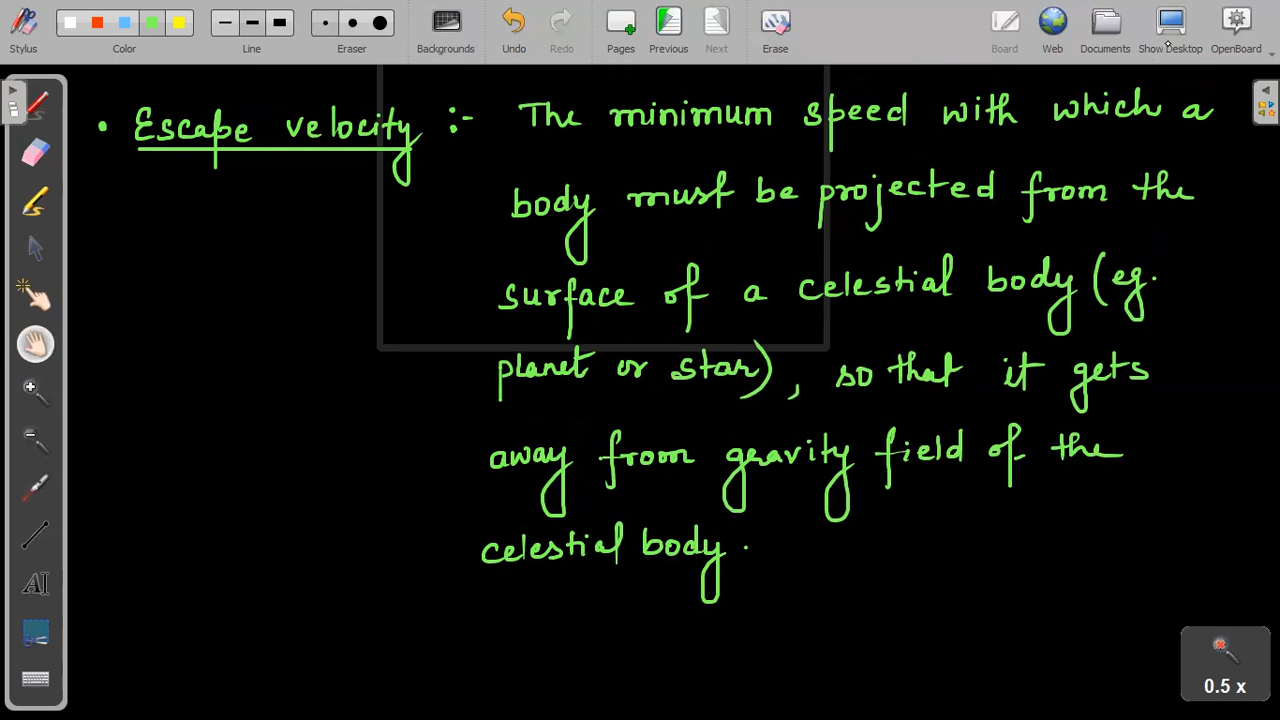 Stylus
Color
Line
Eraser
Backgrounds
Undo
Redo
Pages
Previous
Next
Erase
Board
Web
Documents
Show Desktop
OpenBoard
• Escape velocity :- The minimum speed with which a
body must be projected from the
surface of a celestial body (eg.
planet or star), so that it gets
away from gravity field of the
celestial body.
AI
0.5 x